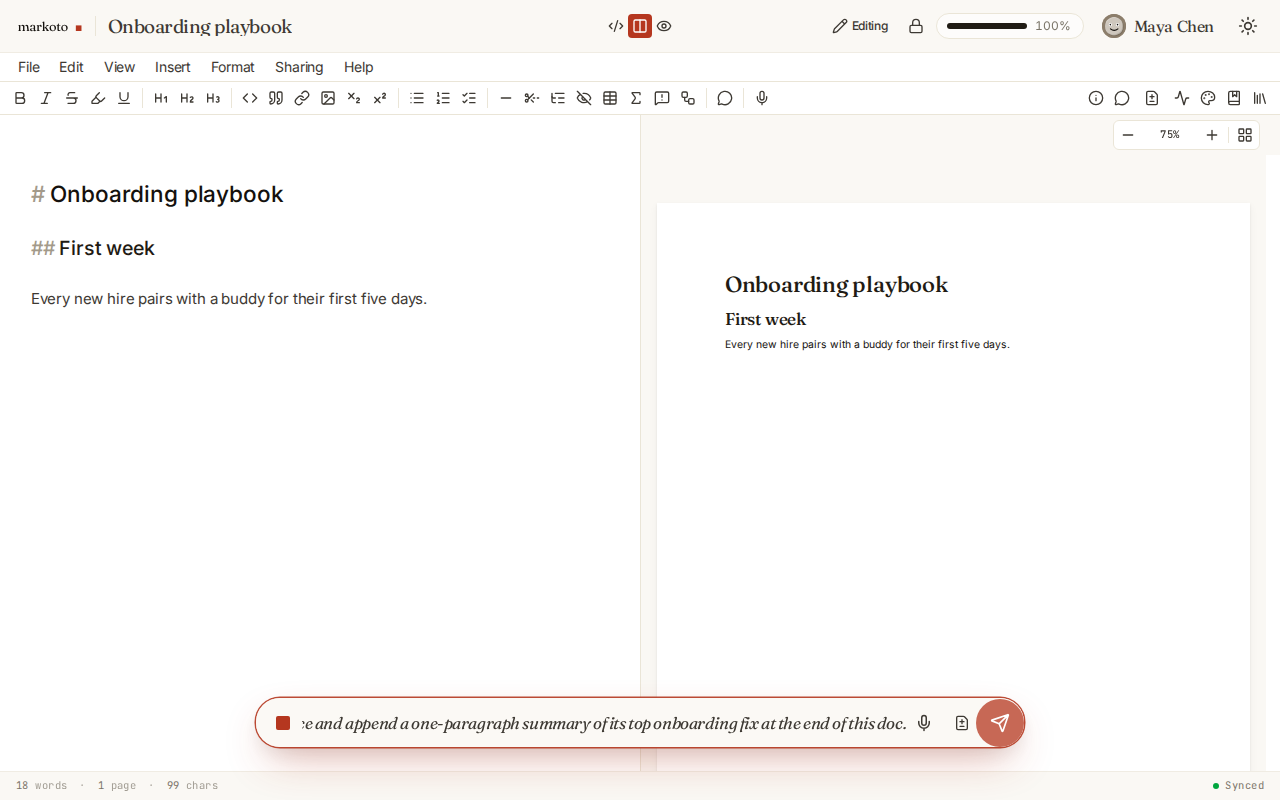 markoto
Onboarding playbook
Editing
100%
Maya Chen
File Edit View Insert Format Sharing Help
H1 H2 H3
75%
# Onboarding playbook
## First week
Every new hire pairs with a buddy for their first five days.
Onboarding playbook
First week
Every new hire pairs with a buddy for their first five days.
and append a one-paragraph summary of its top onboarding fix at the end of this doc.
18 words · 1 page · 99 chars
Synced